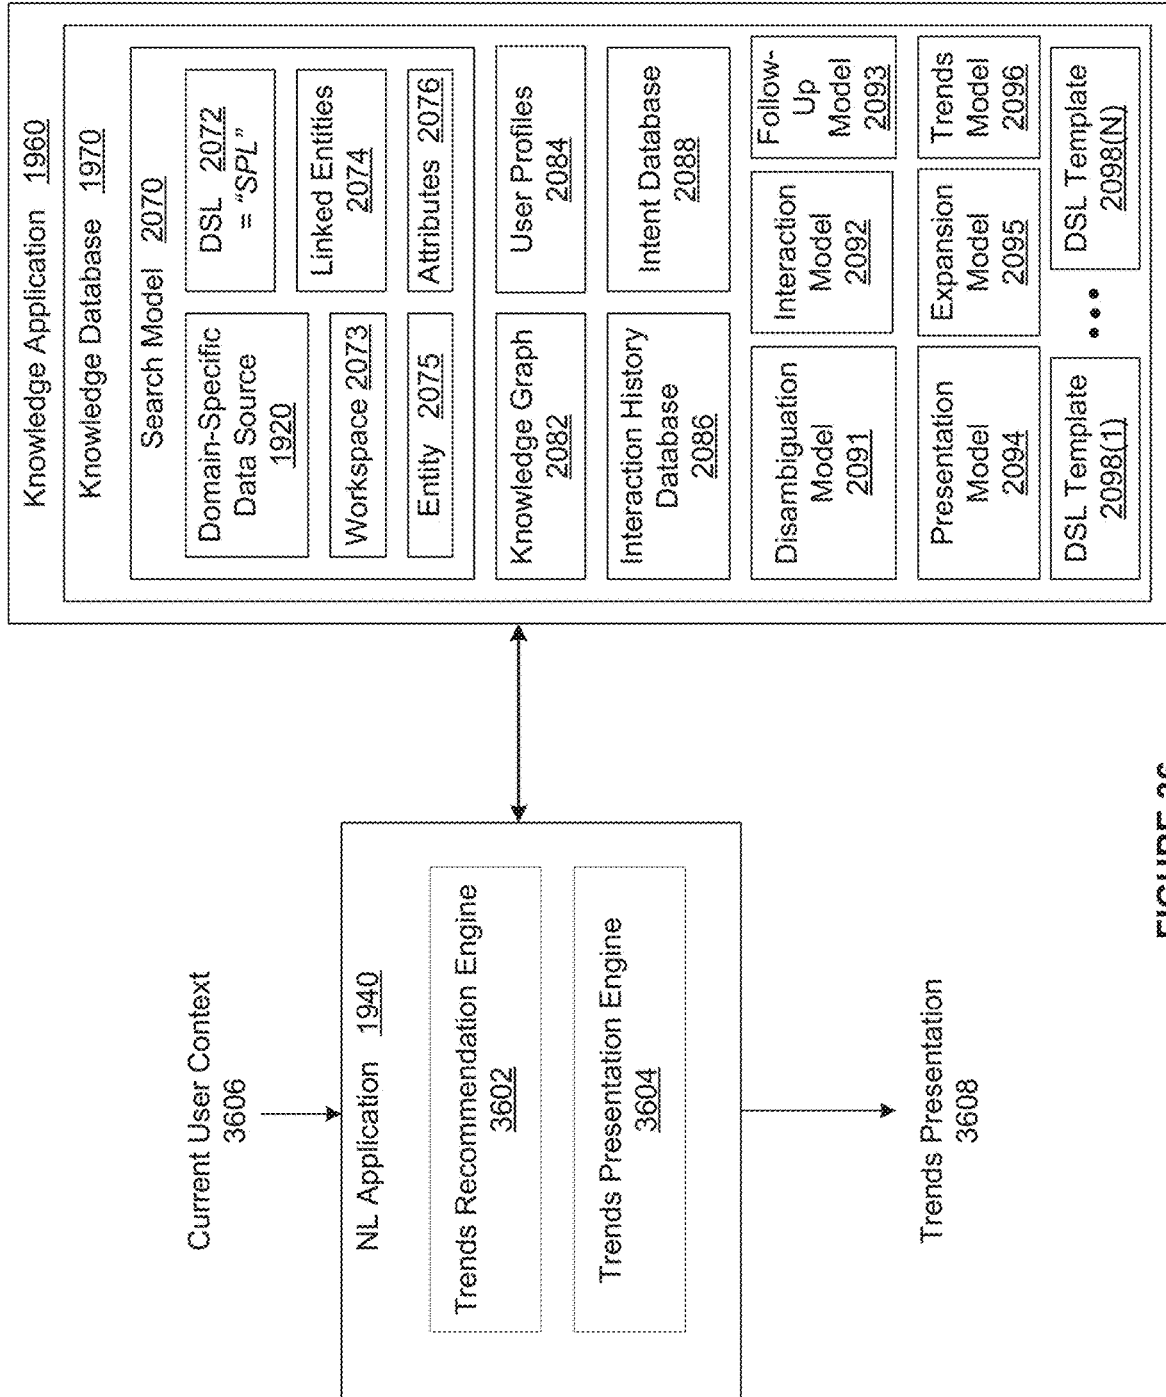 Current User Context
3606
NL Application 1940
Trends Recommendation Engine
3602
Trends Presentation Engine
3604
Trends Presentation
3608
Knowledge Application 1960
Knowledge Database 1970
Search Model 2070
Domain-Specific
Data Source
1920
DSL 2072
= "SPL"
Workspace 2073
Linked Entities
2074
Entity 2075
Attributes 2076
Knowledge Graph
2082
User Profiles
2084
Interaction History
Database
2086
Intent Database
2088
Disambiguation
Model
2091
Interaction
Model
2092
Follow-
Up
Model
2093
Presentation
Model
2094
Expansion
Model
2095
Trends
Model
2096
DSL Template
2098(1)
•••
DSL Template
2098(N)
FIGURE 36